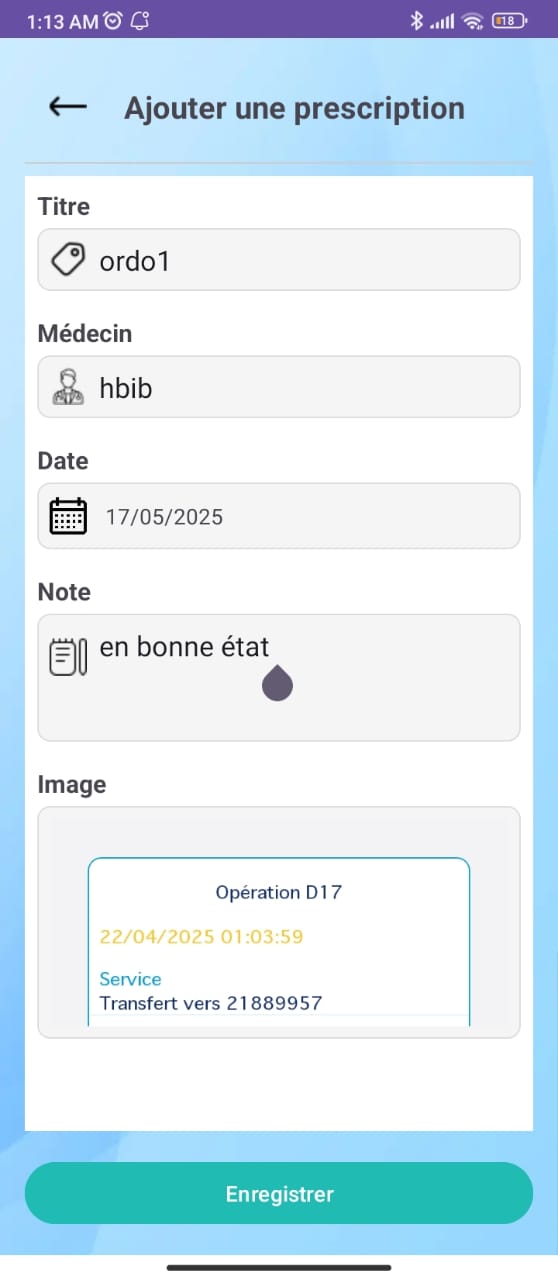 1:13 AM
18
Ajouter une prescription
Titre
ordo1
Médecin
hbib
Date
17/05/2025
Note
en bonne état
Image
Opération D17
22/04/2025 01:03:59
Service
Transfert vers 21889957
Enregistrer